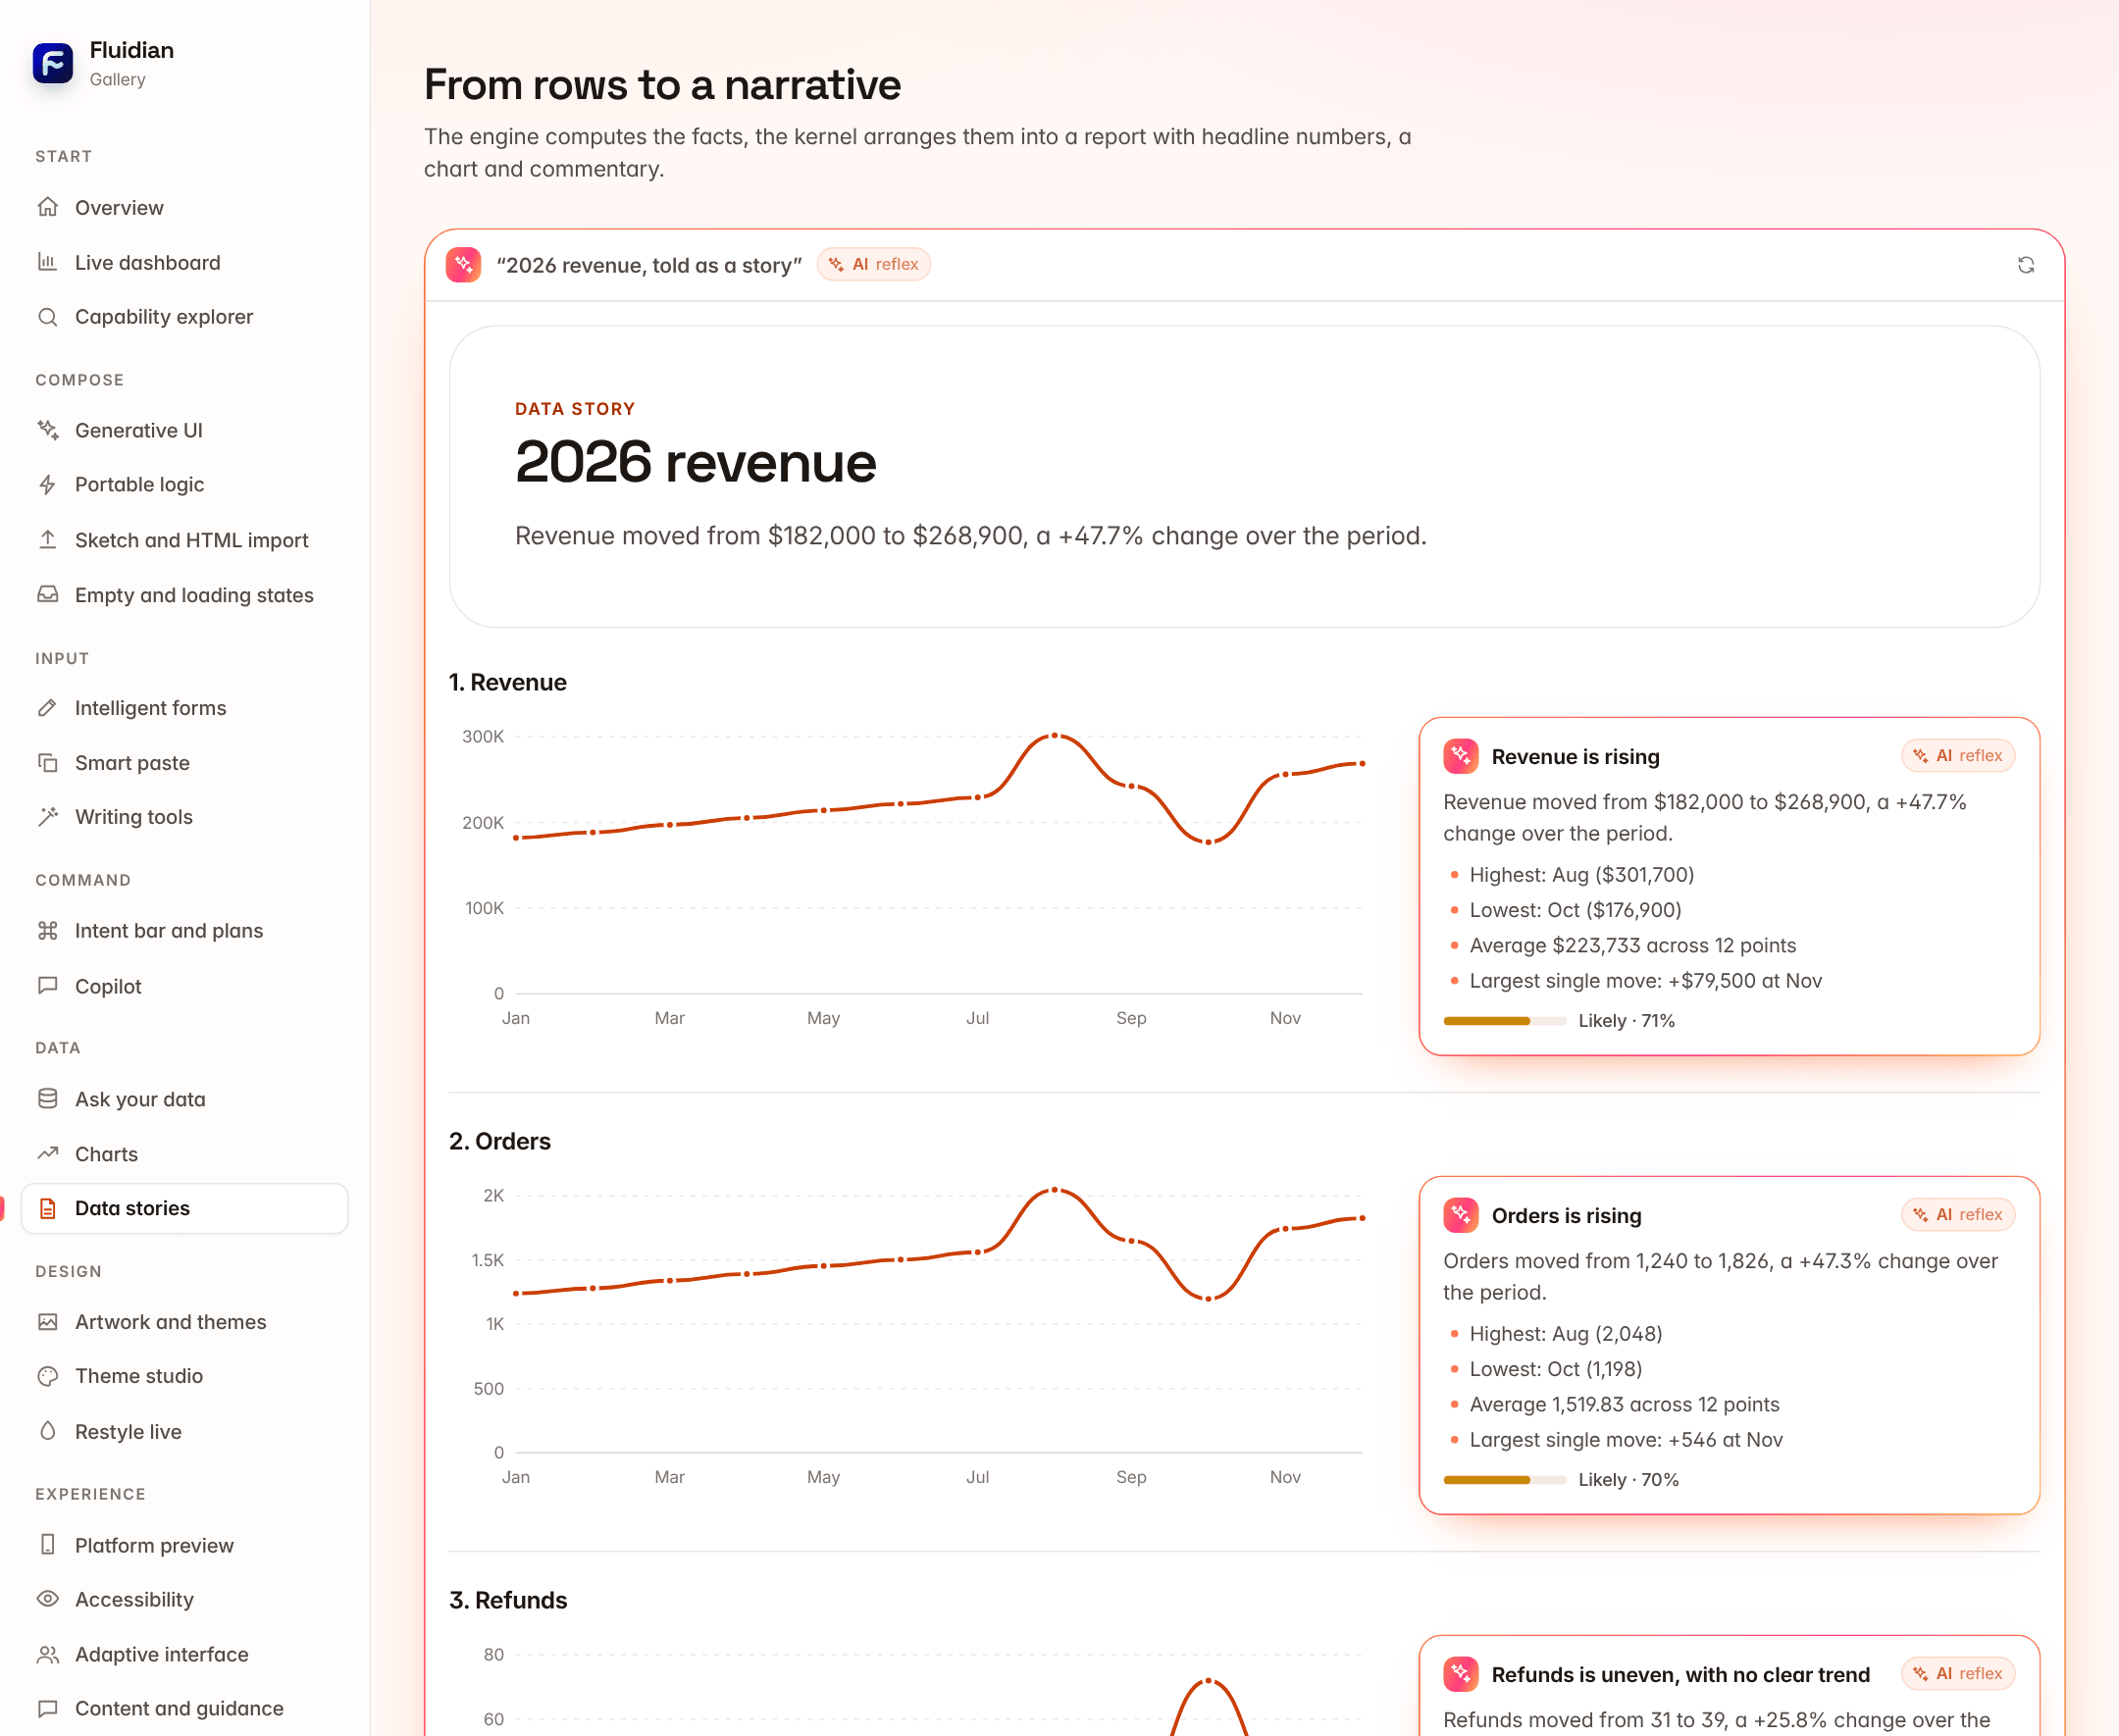 Fluidian
Gallery
START
Overview
Live dashboard
Capability explorer
COMPOSE
Generative UI
Portable logic
Sketch and HTML import
Empty and loading states
INPUT
Intelligent forms
Smart paste
Writing tools
COMMAND
Intent bar and plans
Copilot
DATA
Ask your data
Charts
Data stories
DESIGN
Artwork and themes
Theme studio
Restyle live
EXPERIENCE
Platform preview
Accessibility
Adaptive interface
Content and guidance
From rows to a narrative
The engine computes the facts, the kernel arranges them into a report with headline numbers, a
chart and commentary.
“2026 revenue, told as a story” AI reflex
DATA STORY
2026 revenue
Revenue moved from $182,000 to $268,900, a +47.7% change over the period.
1. Revenue
300K
200K
100K
0
Jan Mar May Jul Sep Nov
Revenue is rising AI reflex
Revenue moved from $182,000 to $268,900, a +47.7%
change over the period.
Highest: Aug ($301,700)
Lowest: Oct ($176,900)
Average $223,733 across 12 points
Largest single move: +$79,500 at Nov
Likely · 71%
2. Orders
2K
1.5K
1K
500
0
Jan Mar May Jul Sep Nov
Orders is rising AI reflex
Orders moved from 1,240 to 1,826, a +47.3% change over
the period.
Highest: Aug (2,048)
Lowest: Oct (1,198)
Average 1,519.83 across 12 points
Largest single move: +546 at Nov
Likely · 70%
3. Refunds
80
60
Refunds is uneven, with no clear trend AI reflex
Refunds moved from 31 to 39, a +25.8% change over the